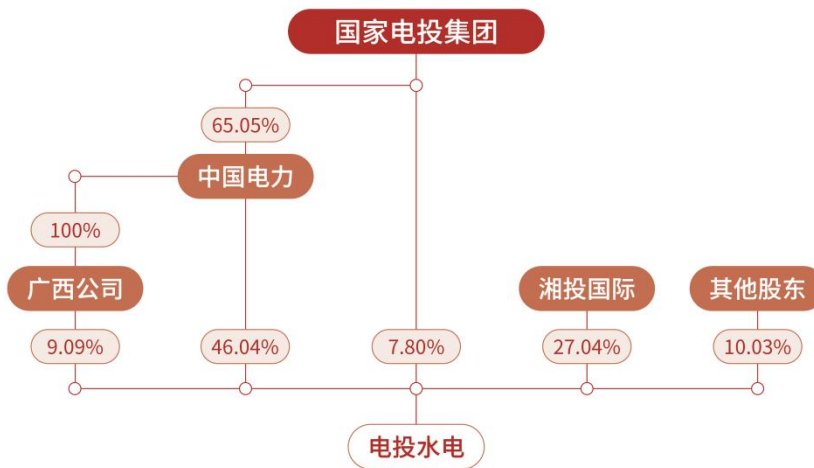 国家电投集团
65.05%
中国电力
100%
广西公司
湘投国际
其他股东
9.09%
46.04%
7.80%
27.04%
10.03%
电投水电